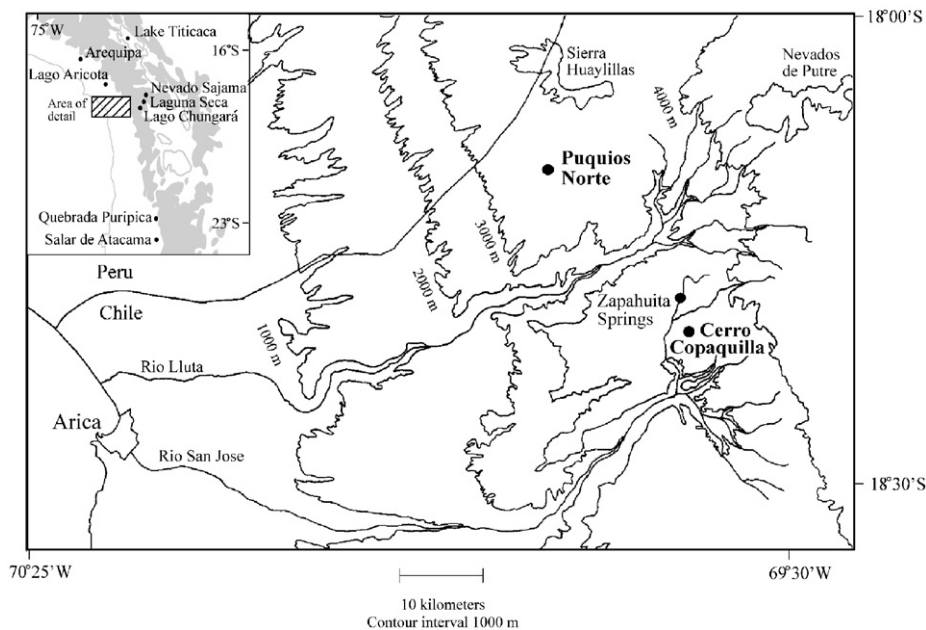 75°W
Lake Titicaca
Arequipa
16°S
Lago Aricota
Nevado Sajama
Area of
detail
Laguna Seca
Lago Chungará
Quebrada Puripica
23°S
Salar de Atacama
18°00'S
Sierra
Huaylillas
Nevados
de Putre
4000 m
Puquios
Norte
3000 m
Peru
2000 m
Chile
Zapahuita
Springs
1000 m
Cerro
Copaquilla
Rio Lluta
Arica
Rio San Jose
18°30'S
70°25'W
69°30'W
10 kilometers
Contour interval 1000 m